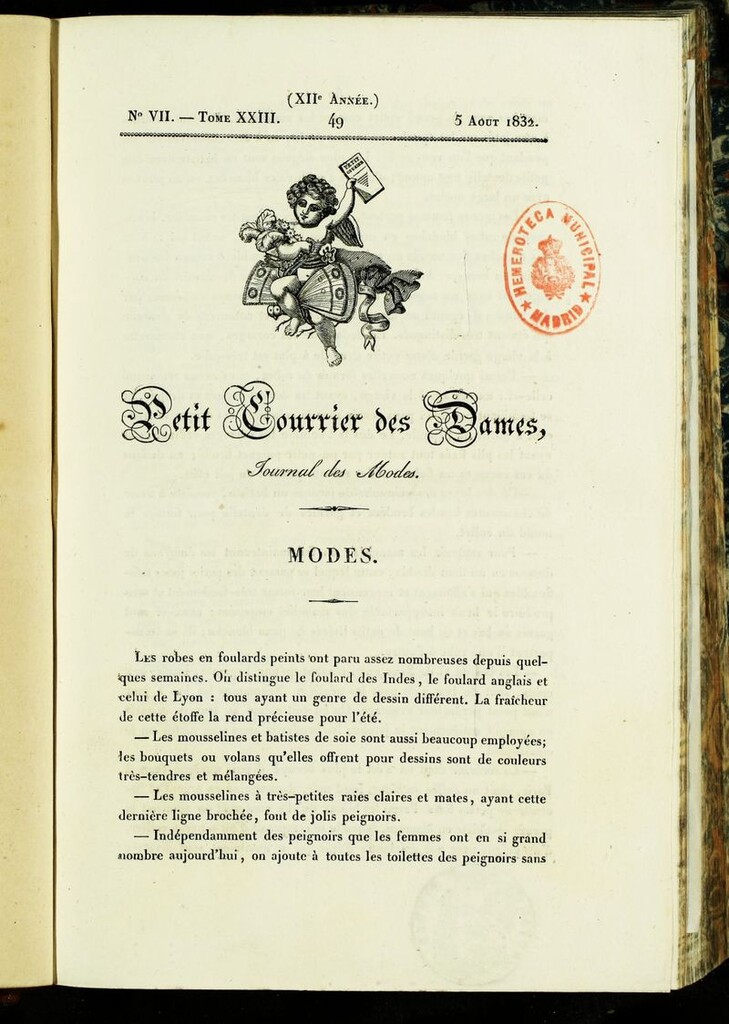 (XIIe Année.)
No VII. — Tome XXIII. 49 5 Aout 1832.
PETIT COURRIER
HEMEROTECA MUNICIPAL
★ MADRID ★
Petit Courrier des Dames,
Journal des Modes.
MODES.
Les robes en foulards peints ont paru assez nombreuses depuis quel-
ques semaines. On distingue le foulard des Indes, le foulard anglais et
celui de Lyon : tous ayant un genre de dessin différent. La fraîcheur
de cette étoffe la rend précieuse pour l'été.
— Les mousselines et batistes de soie sont aussi beaucoup employées;
les bouquets ou volans qu'elles offrent pour dessins sont de couleurs
très-tendres et mélangées.
— Les mousselines à très-petites raies claires et mates, ayant cette
dernière ligne brochée, font de jolis peignoirs.
— Indépendamment des peignoirs que les femmes ont en si grand
nombre aujourd'hui, on ajoute à toutes les toilettes des peignoirs sans